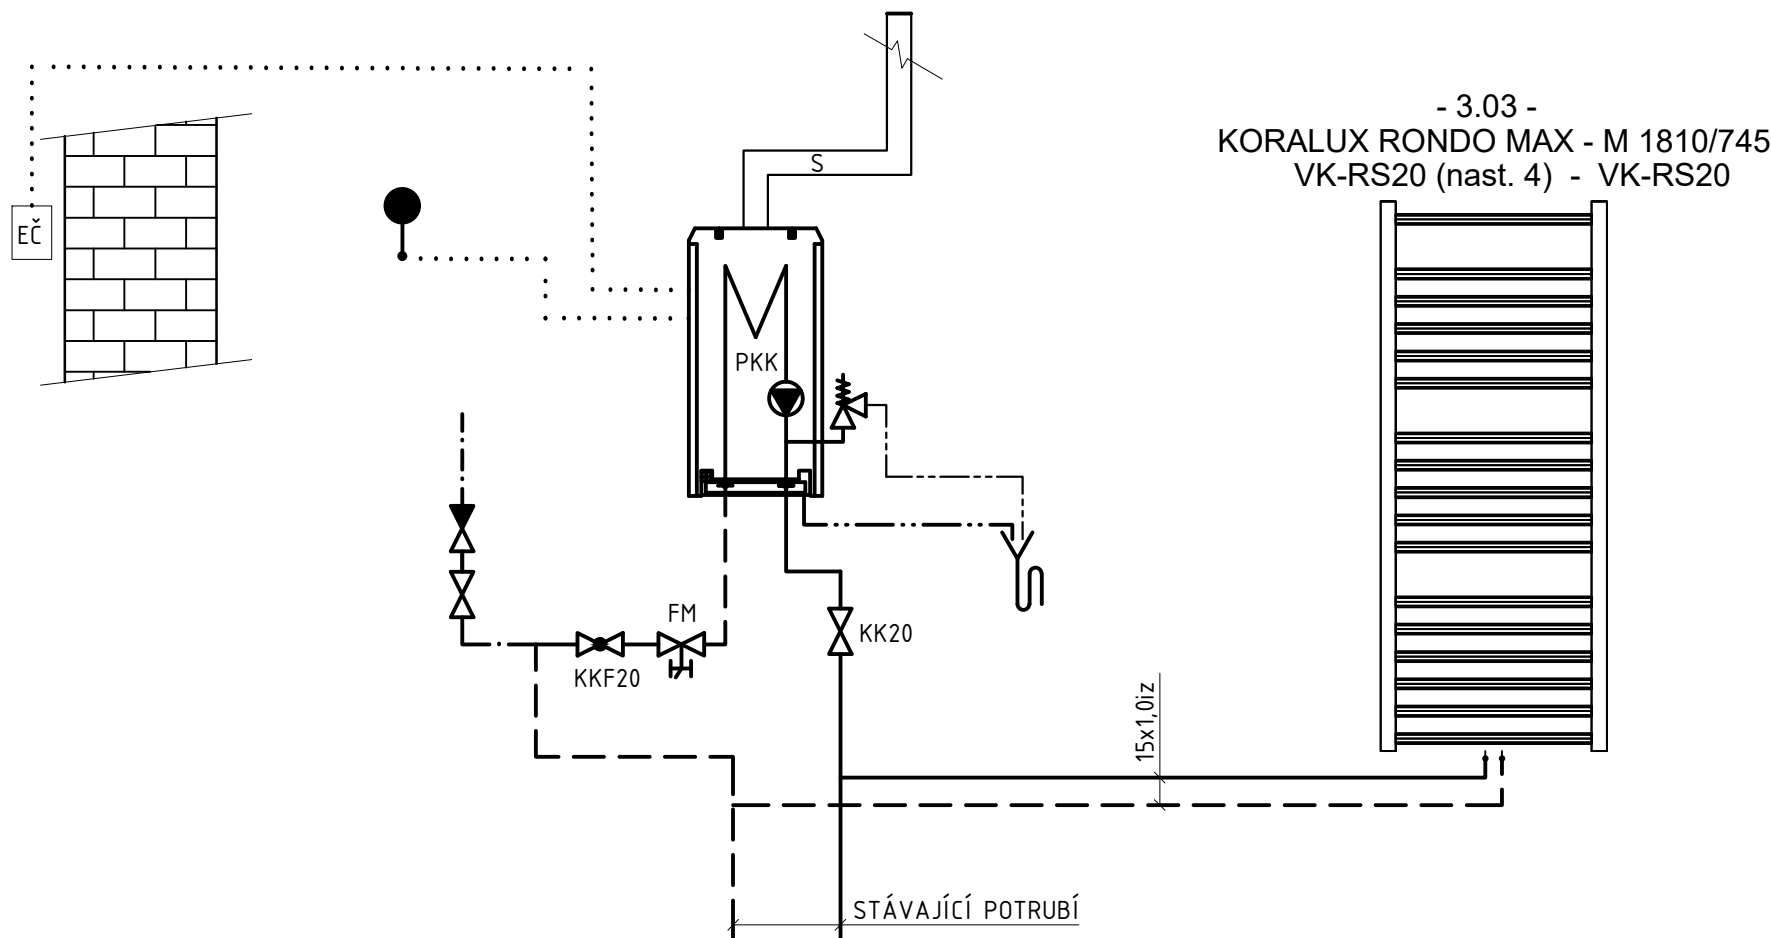 - 3.03 -
KORALUX RONDO MAX - M 1810/745
VK-RS20 (nast. 4) - VK-RS20
S
EČ
PKK
FM
KK20
KKF20
15x1,0iz
STÁVAJÍCÍ POTRUBÍ